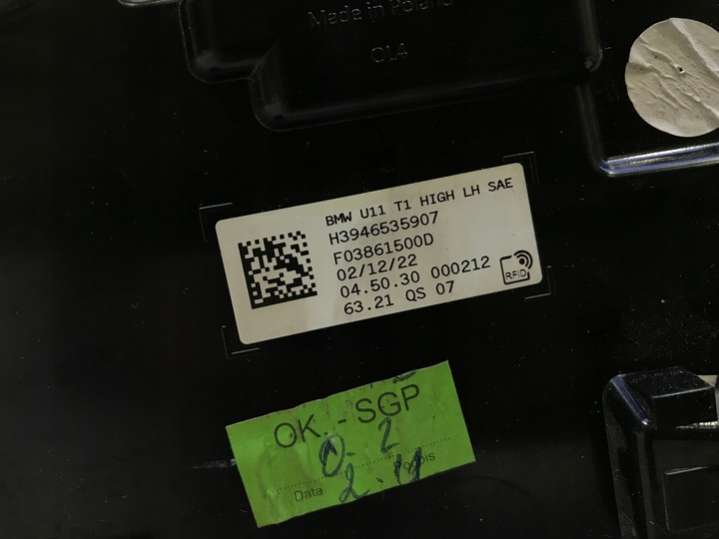 Made in Poland
014
BMW U11 T1 HIGH LH SAE
H3946535907
F03861500D
02/12/22
04.50.30 000212
63.21 QS 07
RFID
OK. - SGP
Data